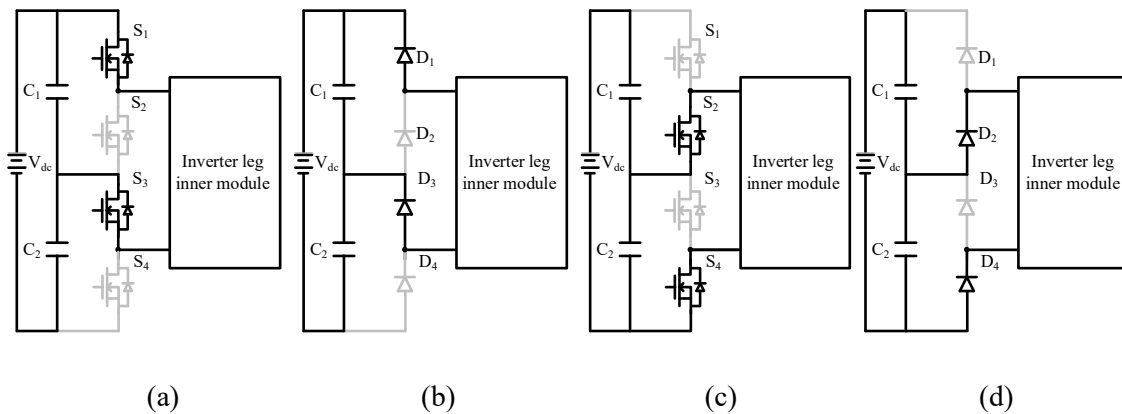 S1
S2
S3
S4
C1
C2
Vdc
Inverter leg
inner module
(a)
D1
D2
D3
D4
C1
C2
Vdc
Inverter leg
inner module
(b)
S1
S2
S3
S4
C1
C2
Vdc
Inverter leg
inner module
(c)
D1
D2
D3
D4
C1
C2
Vdc
Inverter leg
inner module
(d)